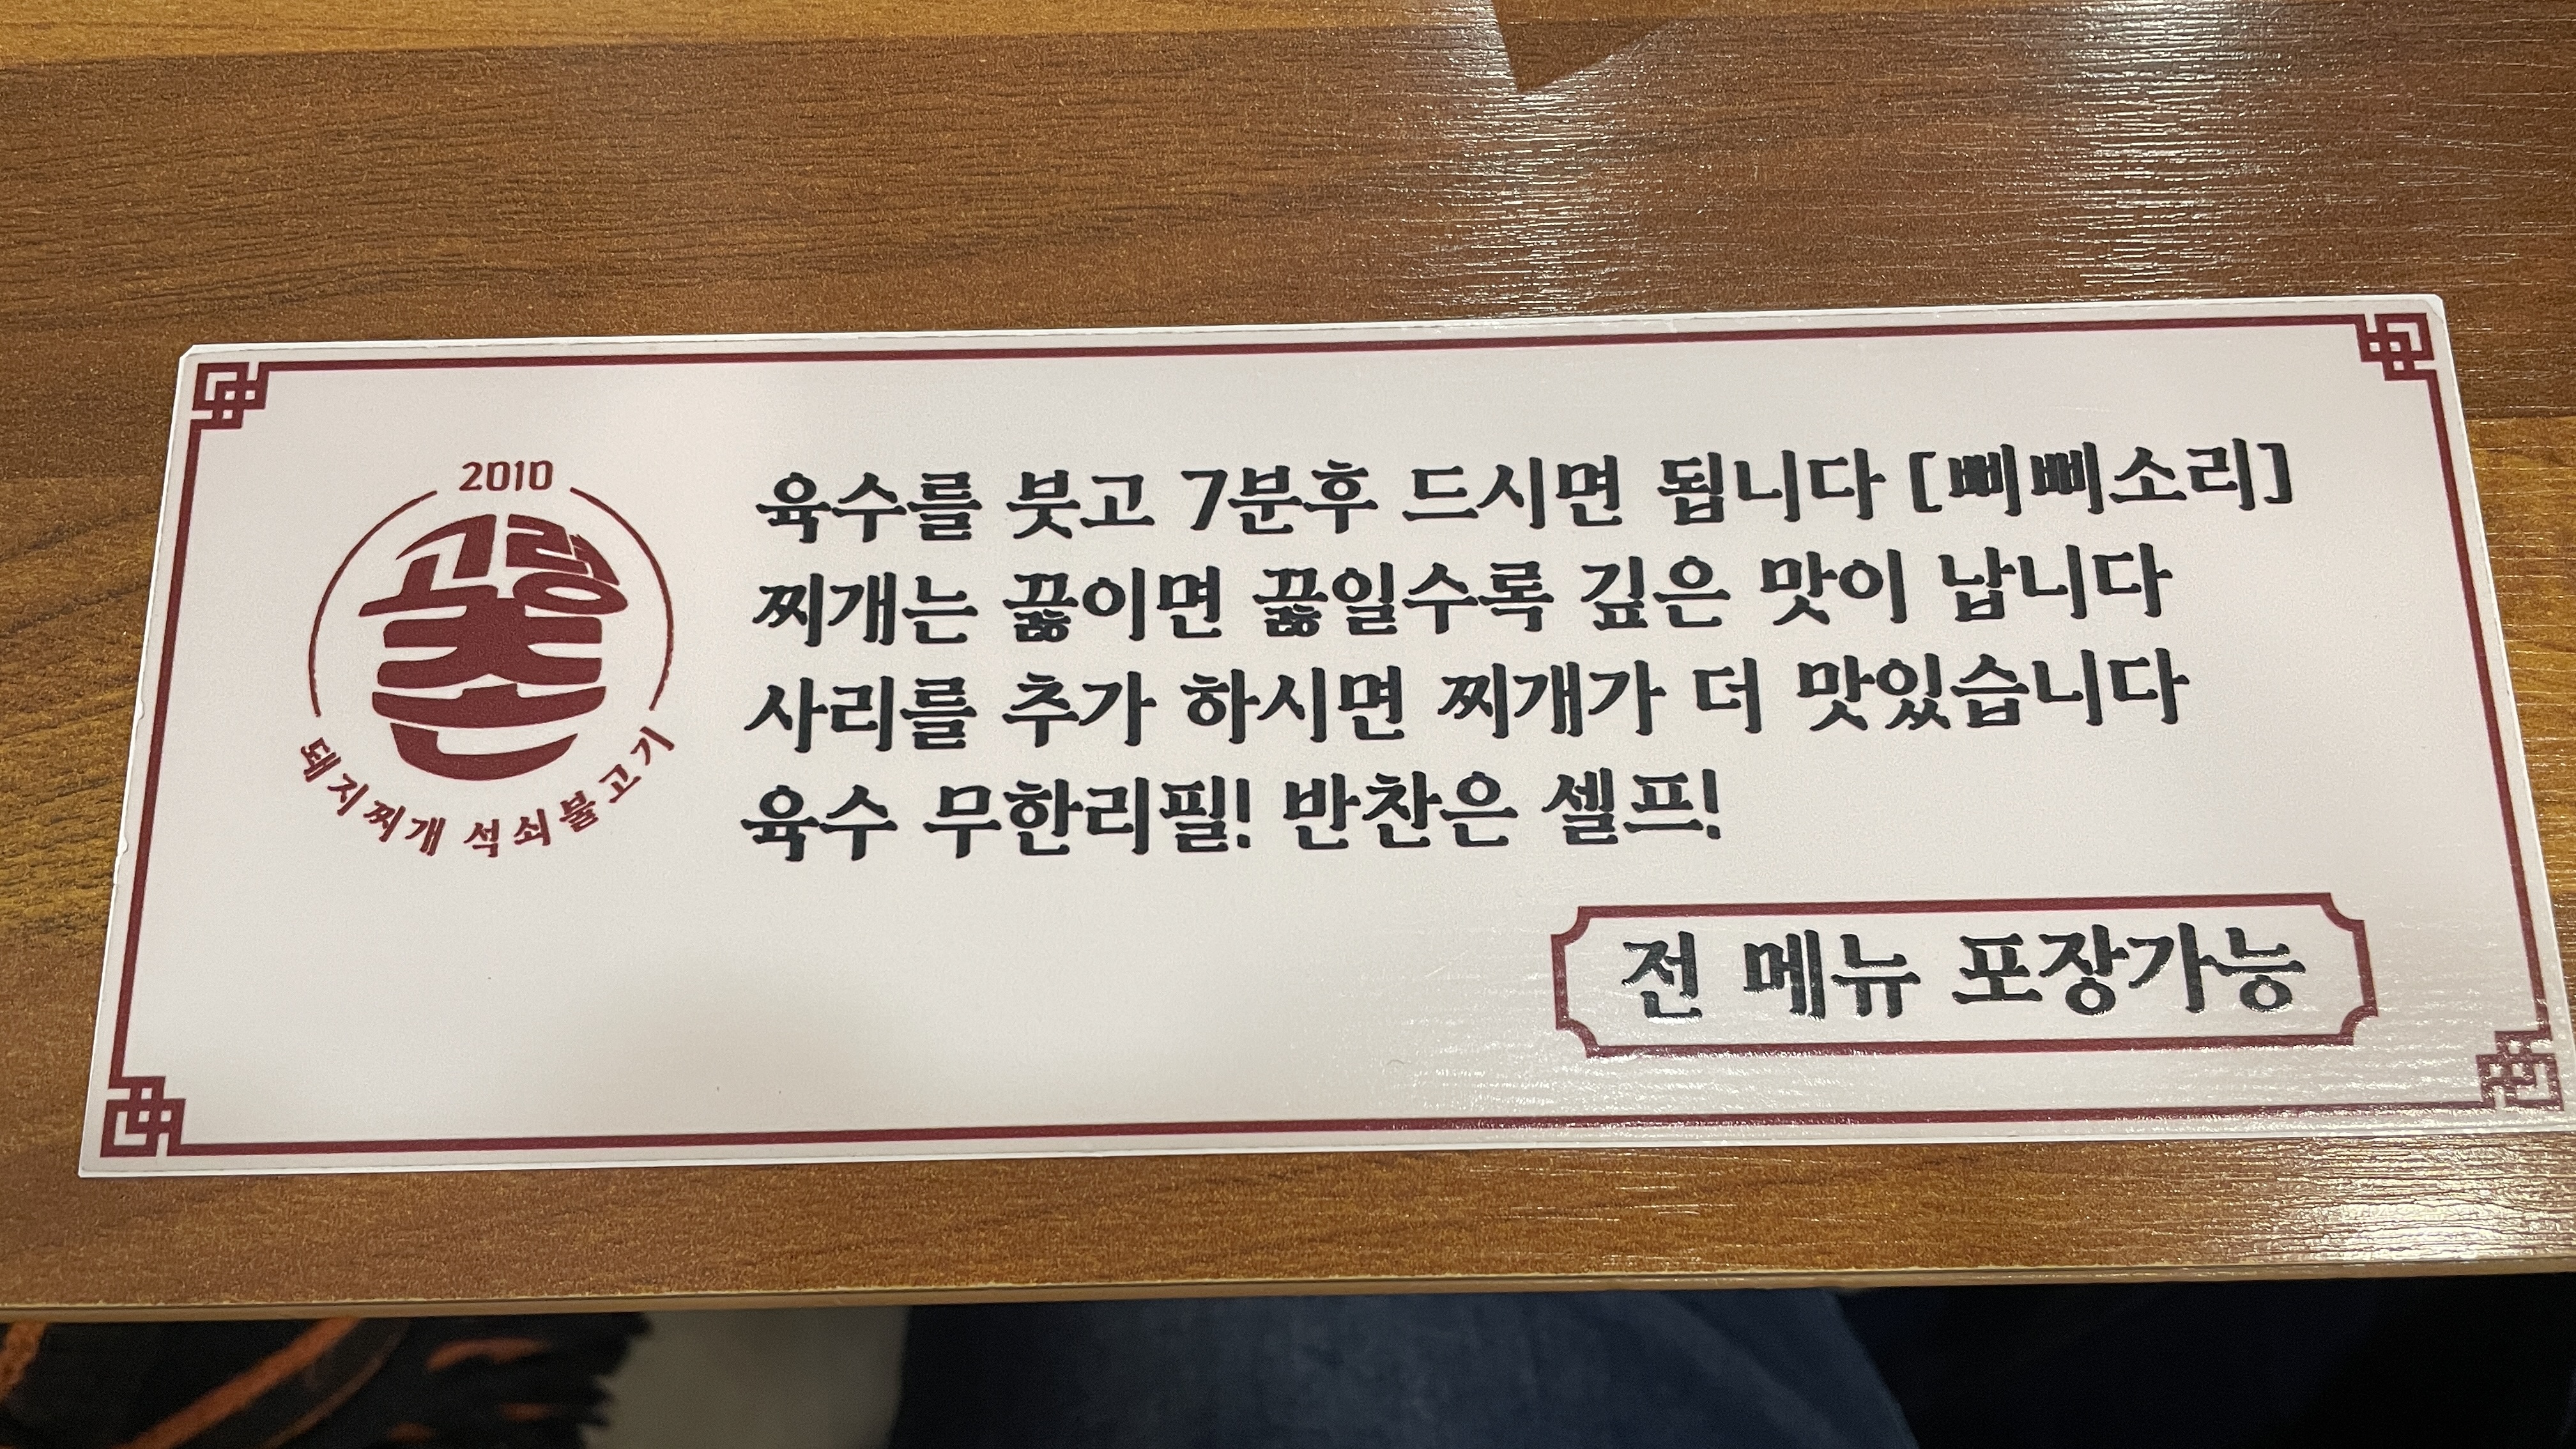 2010
고령촌
돼지찌개 석쇠불고기
육수를 붓고 7분후 드시면 됩니다 [삐삐소리]
찌개는 끓이면 끓일수록 깊은 맛이 납니다
사리를 추가 하시면 찌개가 더 맛있습니다
육수 무한리필! 반찬은 셀프!
전 메뉴 포장가능